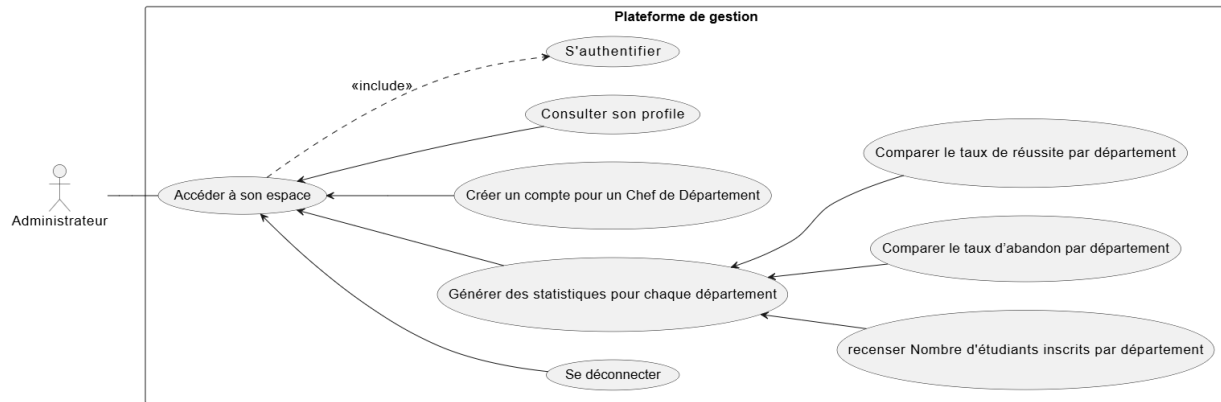 Plateforme de gestion
S'authentifier
«include»
Consulter son profile
Comparer le taux de réussite par département
Administrateur
Accéder à son espace
Créer un compte pour un Chef de Département
Comparer le taux d’abandon par département
Générer des statistiques pour chaque département
recenser Nombre d'étudiants inscrits par département
Se déconnecter